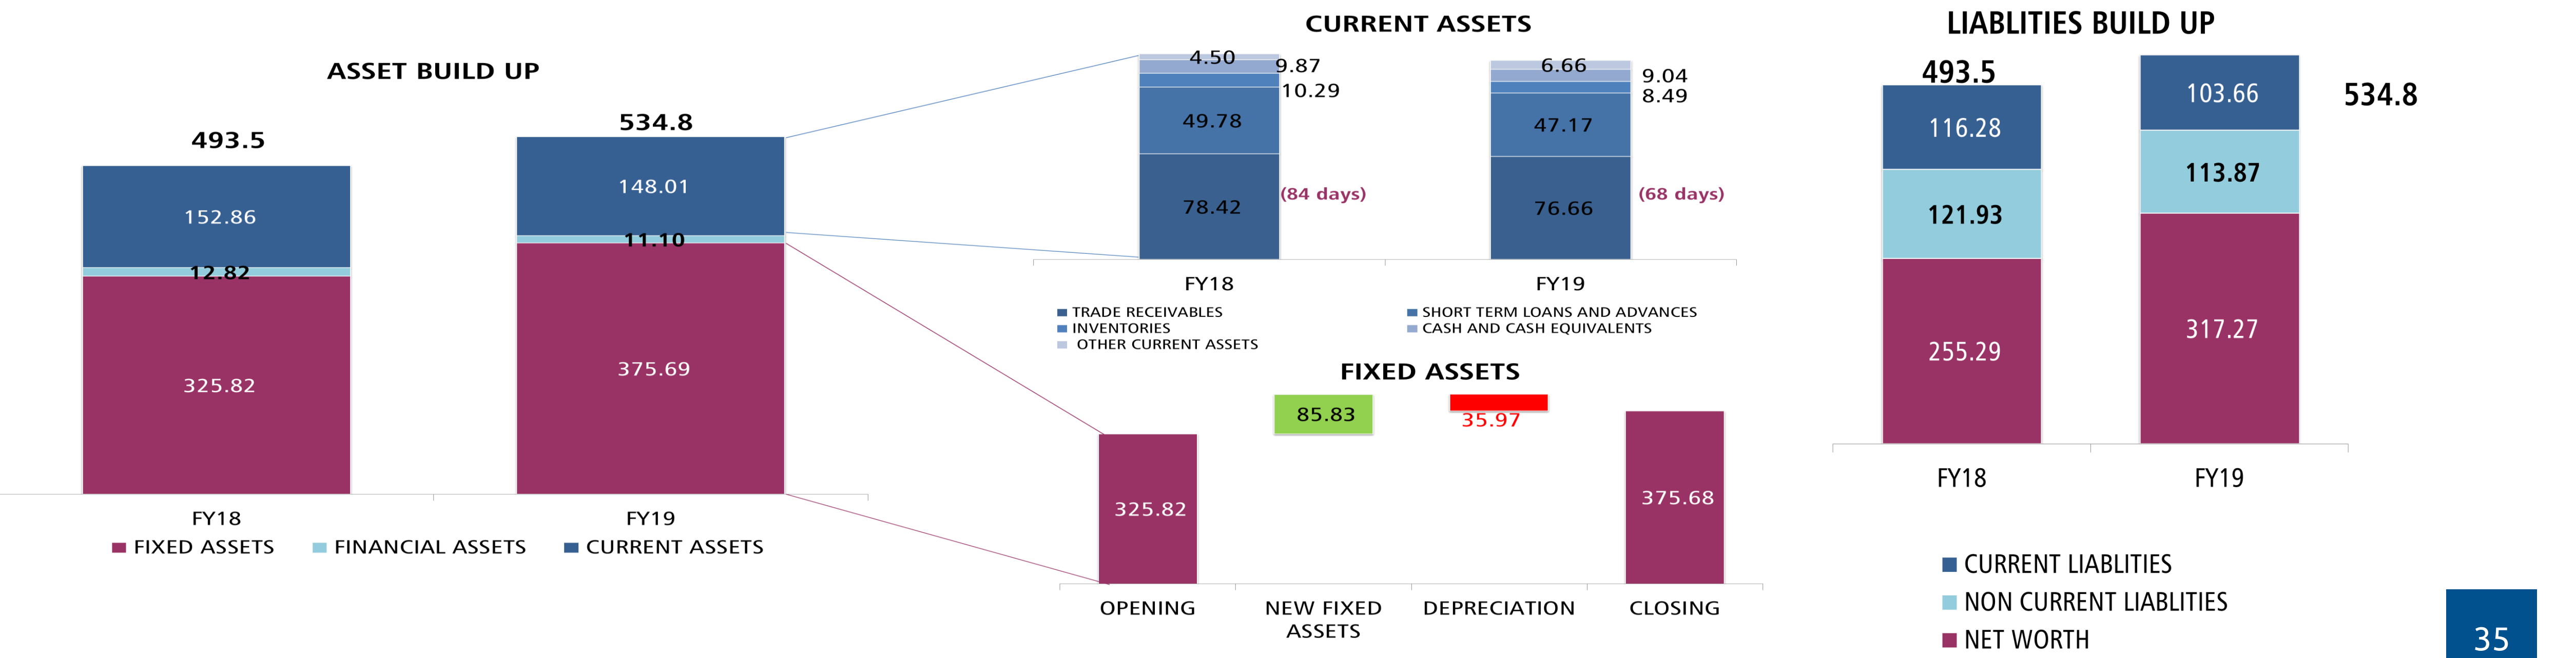 ASSET BUILD UP
493.5
534.8
152.86
148.01
12.82
11.10
325.82
375.69
FY18
FY19
FIXED ASSETS
FINANCIAL ASSETS
CURRENT ASSETS
CURRENT ASSETS
4.50
9.87
10.29
49.78
78.42
(84 days)
6.66
9.04
8.49
47.17
76.66
(68 days)
FY18
FY19
TRADE RECEIVABLES
SHORT TERM LOANS AND ADVANCES
INVENTORIES
CASH AND CASH EQUIVALENTS
OTHER CURRENT ASSETS
FIXED ASSETS
325.82
85.83
35.97
375.68
OPENING
NEW FIXED
ASSETS
DEPRECIATION
CLOSING
LIABLITIES BUILD UP
493.5
534.8
116.28
103.66
121.93
113.87
255.29
317.27
FY18
FY19
CURRENT LIABLITIES
NON CURRENT LIABLITIES
NET WORTH
35